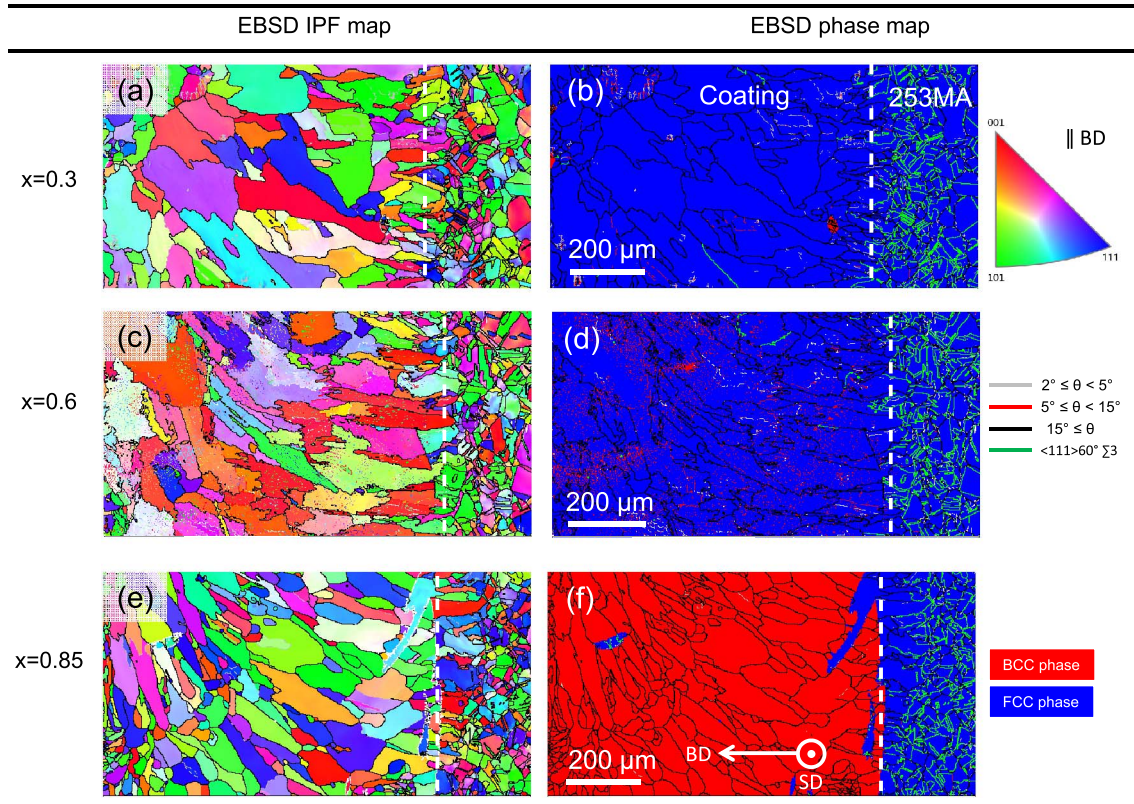 EBSD IPF map EBSD phase map
(a) (b) Coating 253MA
001
∥ BD
x=0.3
111
101
200 µm
(c) (d)
x=0.6
2° ≤ θ < 5°
5° ≤ θ < 15°
15° ≤ θ
<111>60° ∑3
200 µm
(e) (f)
x=0.85
BCC phase
FCC phase
BD
200 µm
SD